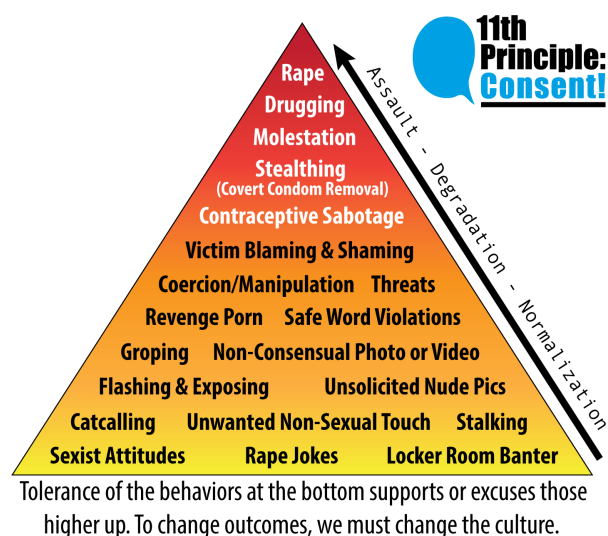 11th
Principle:
Consent!
Assault - Degradation - Normalization
Rape
Drugging
Molestation
Stealthing
(Covert Condom Removal)
Contraceptive Sabotage
Victim Blaming & Shaming
Coercion/Manipulation Threats
Revenge Porn Safe Word Violations
Groping Non-Consensual Photo or Video
Flashing & Exposing Unsolicited Nude Pics
Catcalling Unwanted Non-Sexual Touch Stalking
Sexist Attitudes Rape Jokes Locker Room Banter
Tolerance of the behaviors at the bottom supports or excuses those
higher up. To change outcomes, we must change the culture.